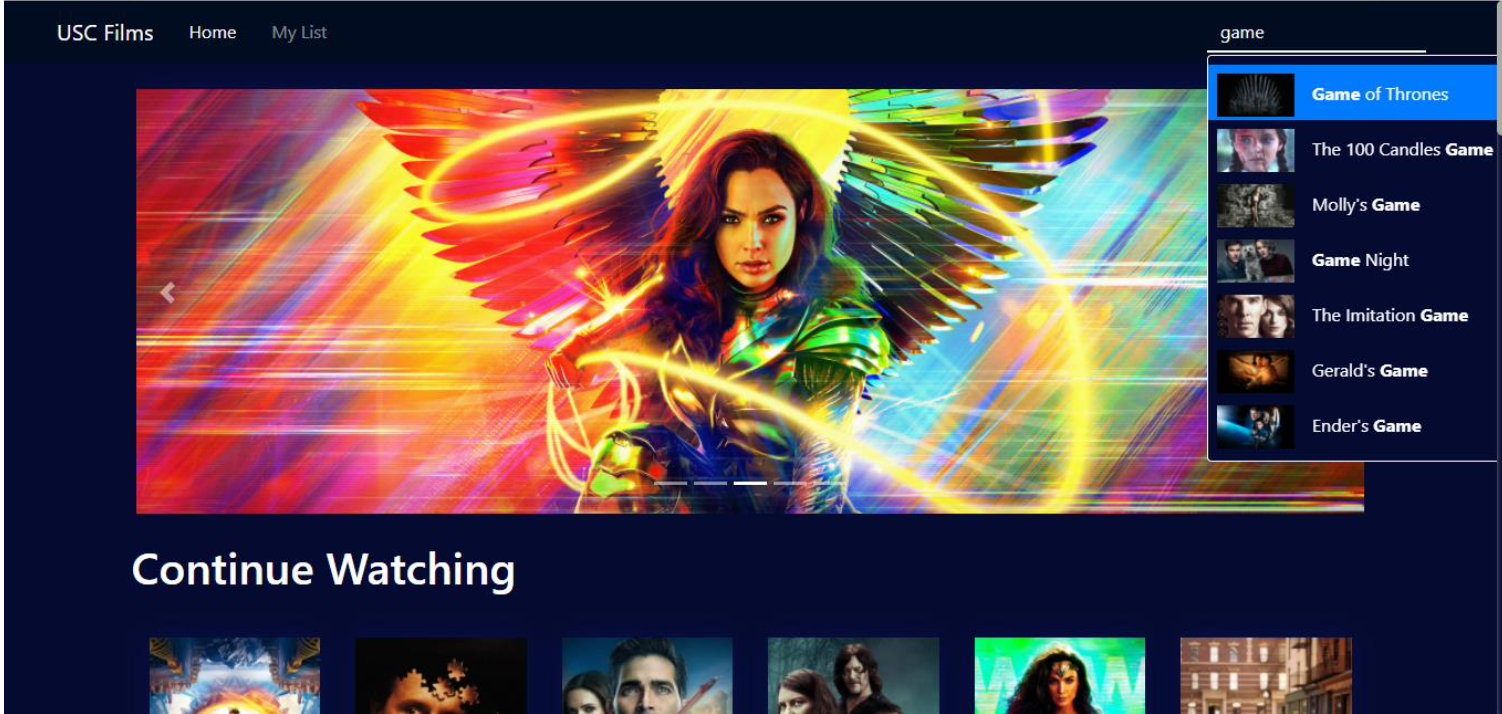 USC Films Home My List game
Game of Thrones
The 100 Candles Game
Molly's Game
Game Night
The Imitation Game
Gerald's Game
Ender's Game
Continue Watching